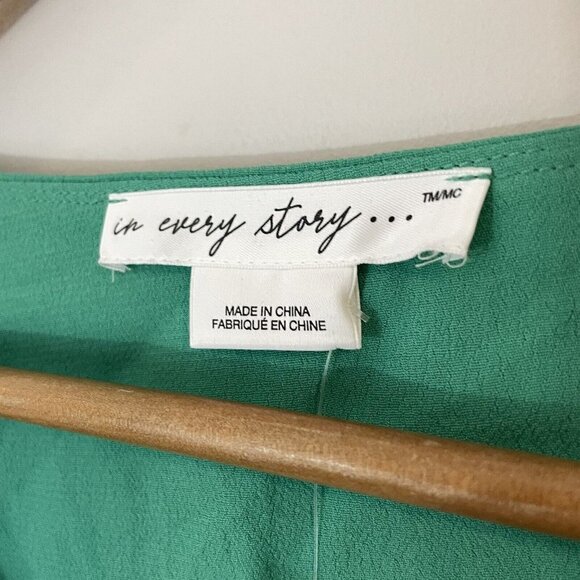 in every story... TM/MC
MADE IN CHINA
FABRIQUÉ EN CHINE